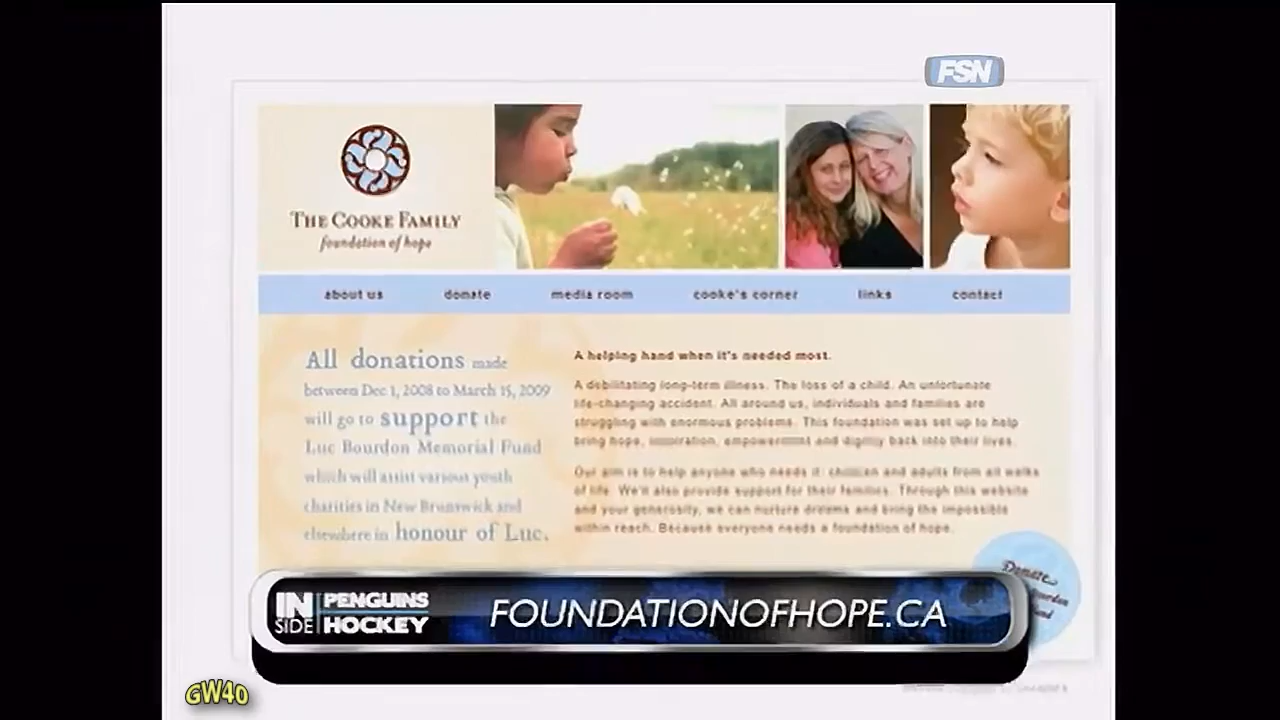 FSN
THE COOKE FAMILY
foundation of hope
about us donate media room cooke's corner links contact
All donations made
between Dec 1, 2008 to March 15, 2009
will go to support the
Luc Bourdon Memorial Fund
which will assist various youth
charities in New Brunswick and
elsewhere in honour of Luc.
A helping hand when it's needed most.
A debilitating long-term illness. The loss of a child. An unfortunate
life-changing accident. All around us, individuals and families are
struggling with enormous problems. This foundation was set up to help
bring hope, inspiration, empowerment and dignity back into their lives.
Our aim is to help anyone who needs it: children and adults from all walks
of life. We'll also provide support for their families. Through this website
and your generosity, we can nurture dreams and bring the impossible
within reach. Because everyone needs a foundation of hope.
Donate
INSIDE PENGUINS HOCKEY
FOUNDATIONOFHOPE.CA
GW40